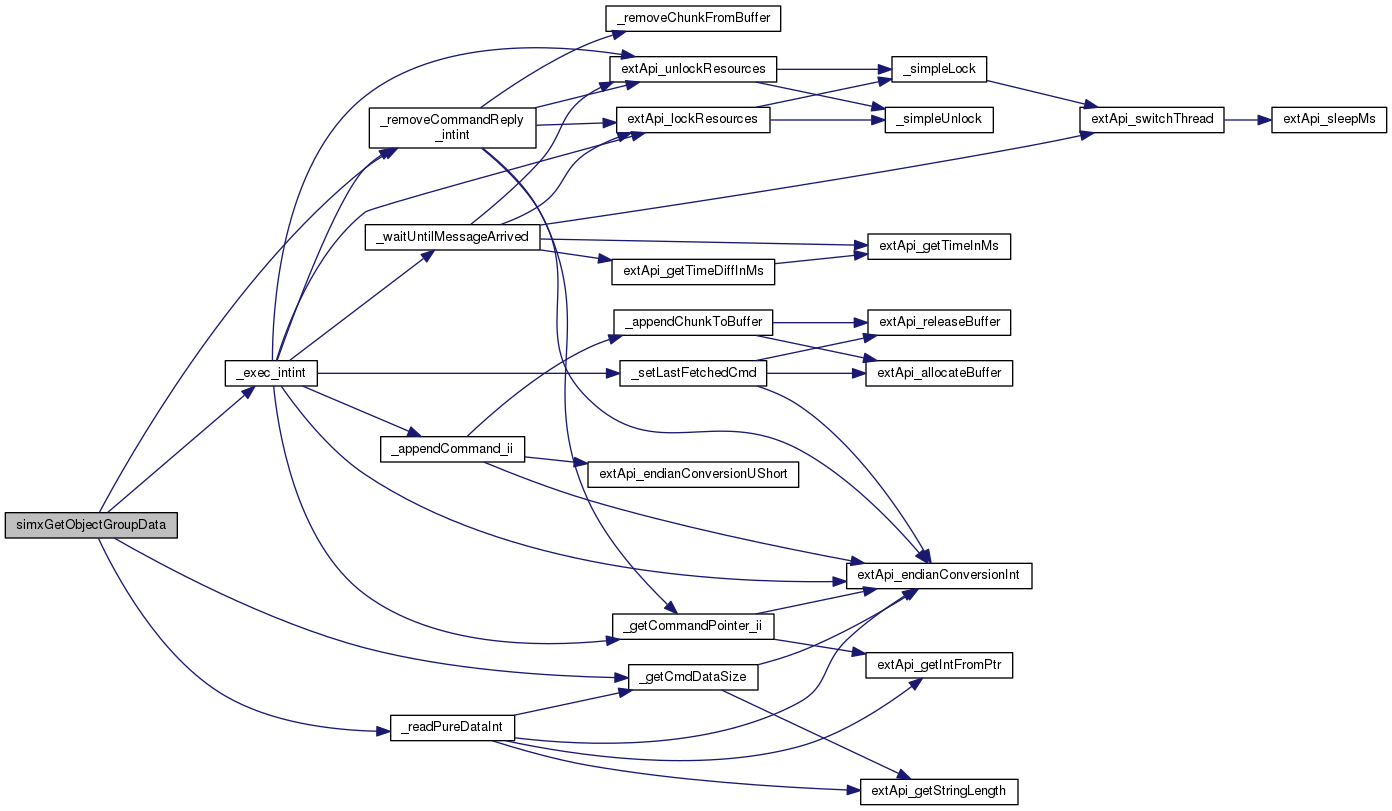 _removeChunkFromBuffer
extApi_unlockResources
_simpleLock
_removeCommandReply
_intint
extApi_lockResources
_simpleUnlock
extApi_switchThread
extApi_sleepMs
_waitUntilMessageArrived
extApi_getTimeInMs
extApi_getTimeDiffInMs
_appendChunkToBuffer
extApi_releaseBuffer
_exec_intint
_setLastFetchedCmd
extApi_allocateBuffer
_appendCommand_ii
extApi_endianConversionUShort
simxGetObjectGroupData
extApi_endianConversionInt
_getCommandPointer_ii
extApi_getIntFromPtr
_getCmdDataSize
_readPureDataInt
extApi_getStringLength